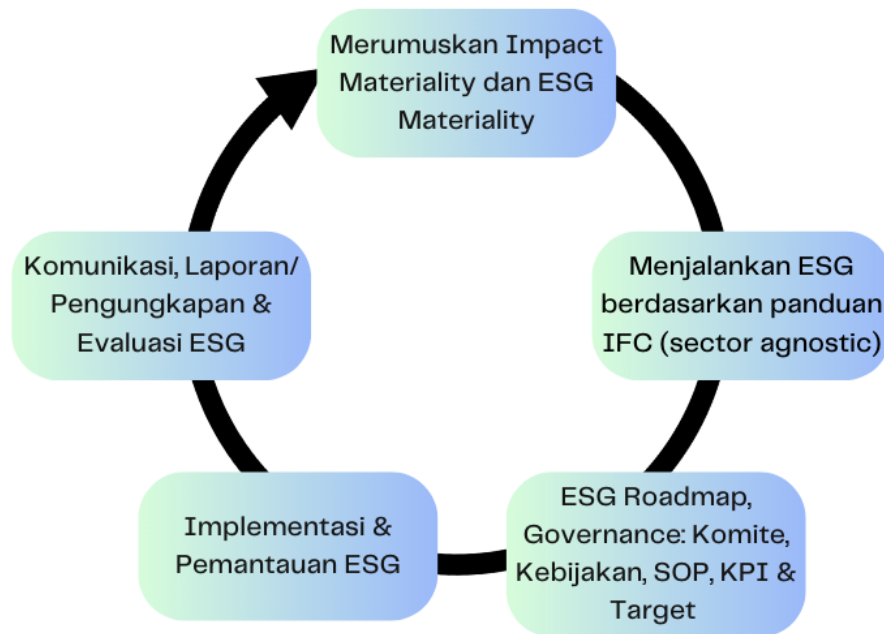 Merumuskan Impact
Materiality dan ESG
Materiality
Menjalankan ESG
berdasarkan panduan
IFC (sector agnostic)
ESG Roadmap,
Governance: Komite,
Kebijakan, SOP, KPI &
Target
Implementasi &
Pemantauan ESG
Komunikasi, Laporan/
Pengungkapan &
Evaluasi ESG